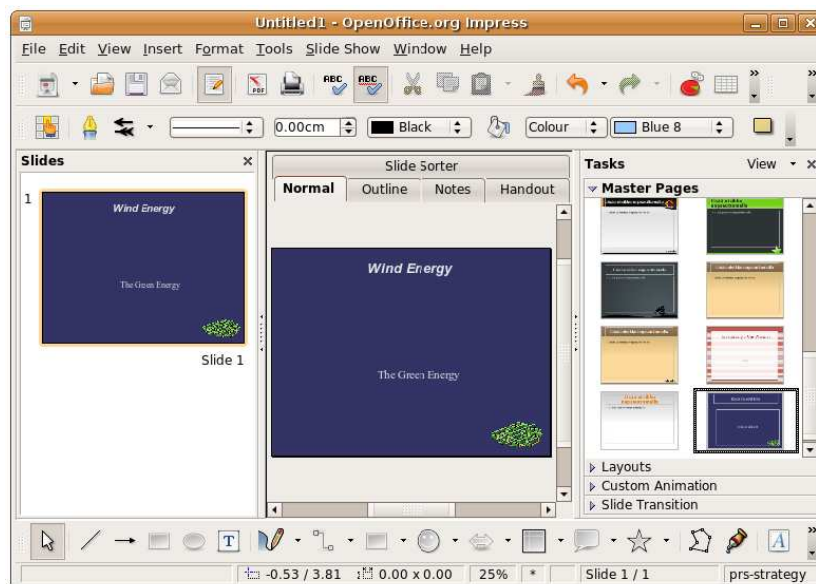 Untitled1 - OpenOffice.org Impress
File Edit View Insert Format Tools Slide Show Window Help
PDF ABC ABC
0.00cm Black Colour Blue 8
Slides
1
Wind Energy
The Green Energy
Slide 1
Slide Sorter
Normal Outline Notes Handout
Wind Energy
The Green Energy
Tasks View
Master Pages
Layouts
Custom Animation
Slide Transition
T A
-0.53 / 3.81 0.00 x 0.00 25% * Slide 1 / 1 prs-strategy